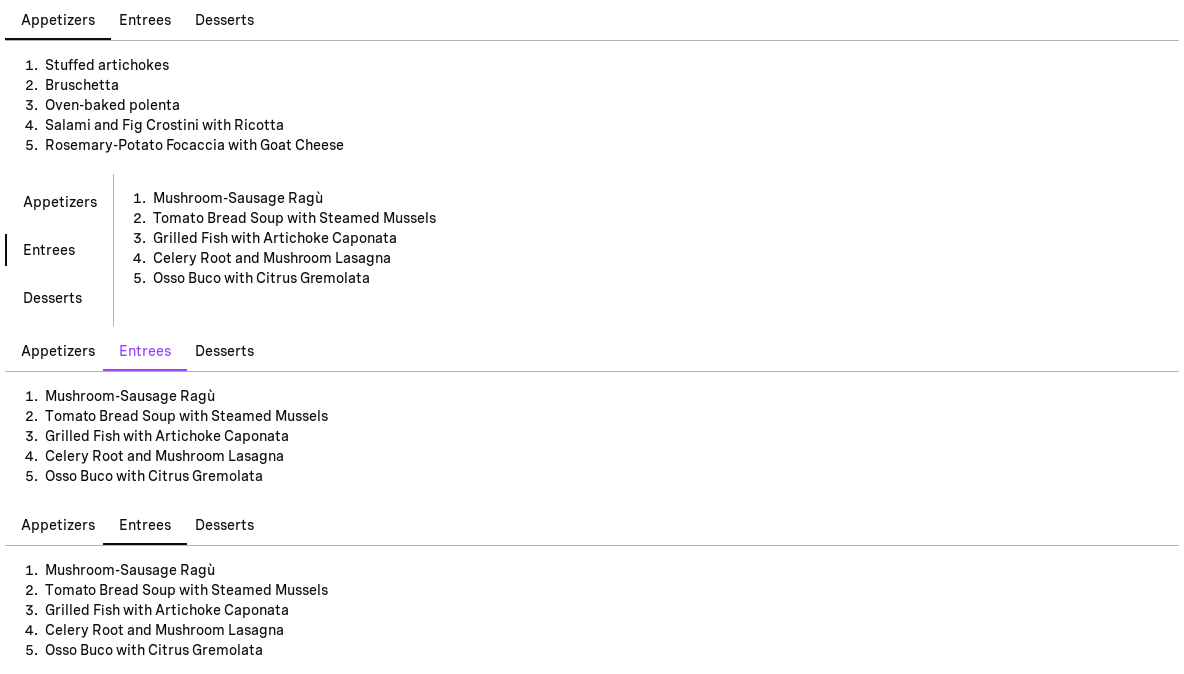 Appetizers Entrees Desserts
1. Stuffed artichokes
2. Bruschetta
3. Oven-baked polenta
4. Salami and Fig Crostini with Ricotta
5. Rosemary-Potato Focaccia with Goat Cheese
Appetizers
Entrees
Desserts
1. Mushroom-Sausage Ragù
2. Tomato Bread Soup with Steamed Mussels
3. Grilled Fish with Artichoke Caponata
4. Celery Root and Mushroom Lasagna
5. Osso Buco with Citrus Gremolata
Appetizers Entrees Desserts
1. Mushroom-Sausage Ragù
2. Tomato Bread Soup with Steamed Mussels
3. Grilled Fish with Artichoke Caponata
4. Celery Root and Mushroom Lasagna
5. Osso Buco with Citrus Gremolata
Appetizers Entrees Desserts
1. Mushroom-Sausage Ragù
2. Tomato Bread Soup with Steamed Mussels
3. Grilled Fish with Artichoke Caponata
4. Celery Root and Mushroom Lasagna
5. Osso Buco with Citrus Gremolata